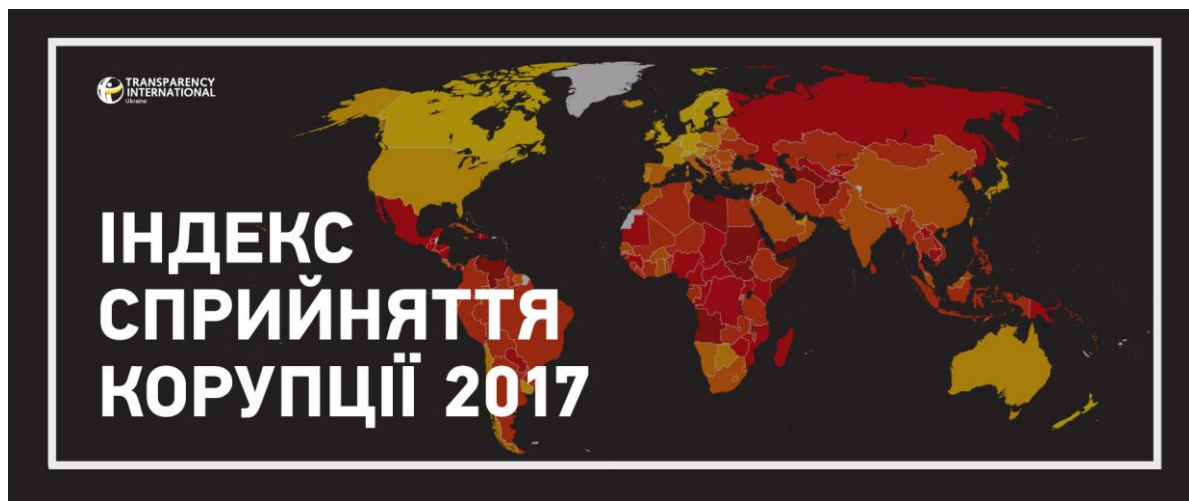 TRANSPARENCY
INTERNATIONAL
Ukraine
ІНДЕКС
СПРИЙНЯТТЯ
КОРУПЦІЇ 2017